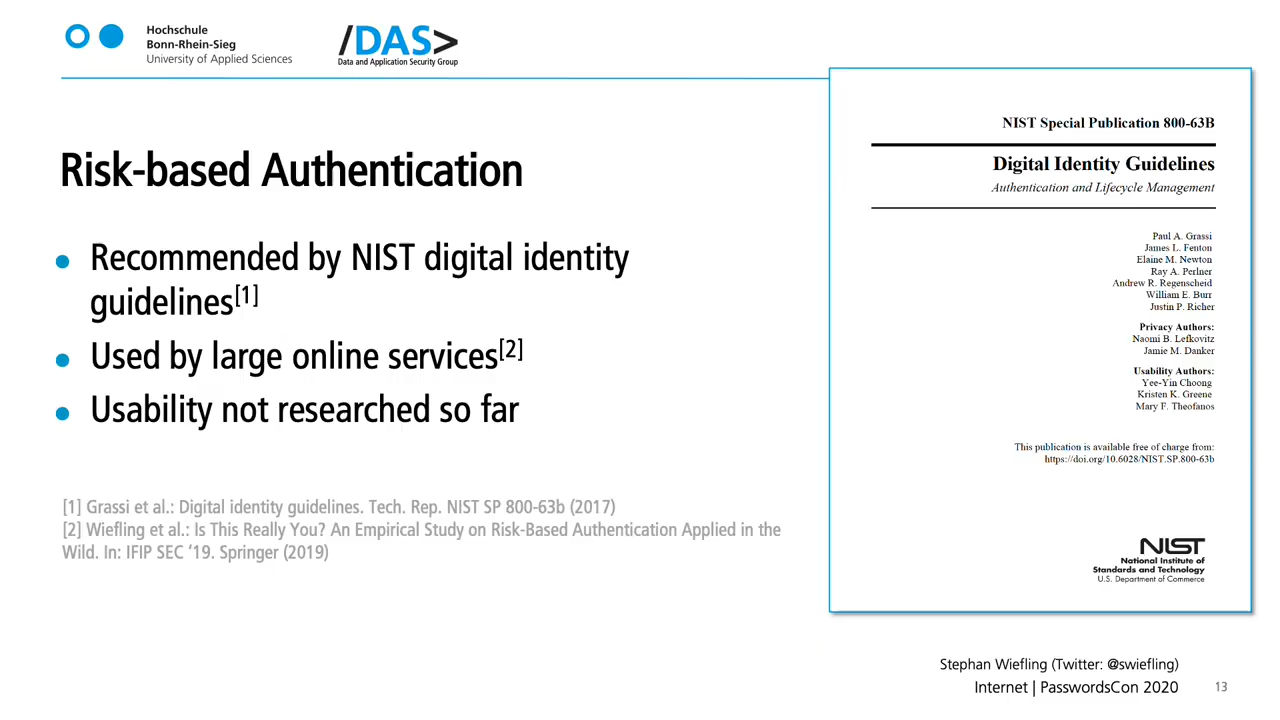 Hochschule
Bonn-Rhein-Sieg
University of Applied Sciences
/DAS>
Data and Application Security Group
Risk-based Authentication
• Recommended by NIST digital identity
guidelines[1]
• Used by large online services[2]
• Usability not researched so far
[1] Grassi et al.: Digital identity guidelines. Tech. Rep. NIST SP 800-63b (2017)
[2] Wiefling et al.: Is This Really You? An Empirical Study on Risk-Based Authentication Applied in the
Wild. In: IFIP SEC ‘19. Springer (2019)
NIST Special Publication 800-63B
Digital Identity Guidelines
Authentication and Lifecycle Management
Paul A. Grassi
James L. Fenton
Elaine M. Newton
Ray A. Perlner
Andrew R. Regenscheid
William E. Burr
Justin P. Richer
Privacy Authors:
Naomi B. Lefkovitz
Jamie M. Danker
Usability Authors:
Yee-Yin Choong
Kristen K. Greene
Mary F. Theofanos
This publication is available free of charge from:
https://doi.org/10.6028/NIST.SP.800-63b
NIST
National Institute of
Standards and Technology
U.S. Department of Commerce
Stephan Wiefling (Twitter: @swiefling)
Internet | PasswordsCon 2020
13